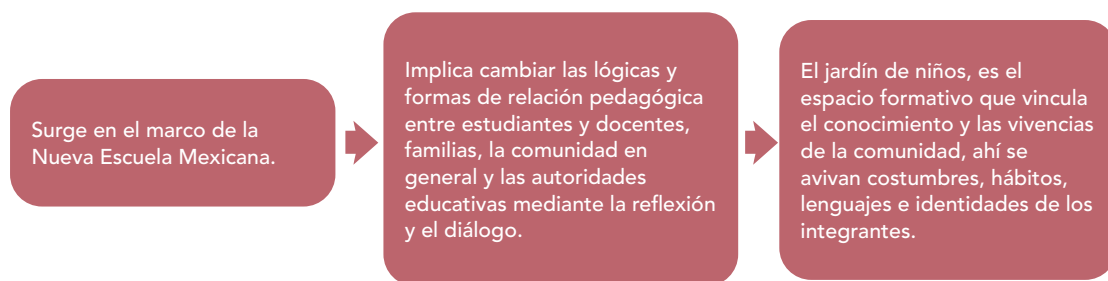 Surge en el marco de la
Nueva Escuela Mexicana.
Implica cambiar las lógicas y
formas de relación pedagógica
entre estudiantes y docentes,
familias, la comunidad en
general y las autoridades
educativas mediante la reflexión
y el diálogo.
El jardín de niños, es el
espacio formativo que vincula
el conocimiento y las vivencias
de la comunidad, ahí se
avivan costumbres, hábitos,
lenguajes e identidades de los
integrantes.